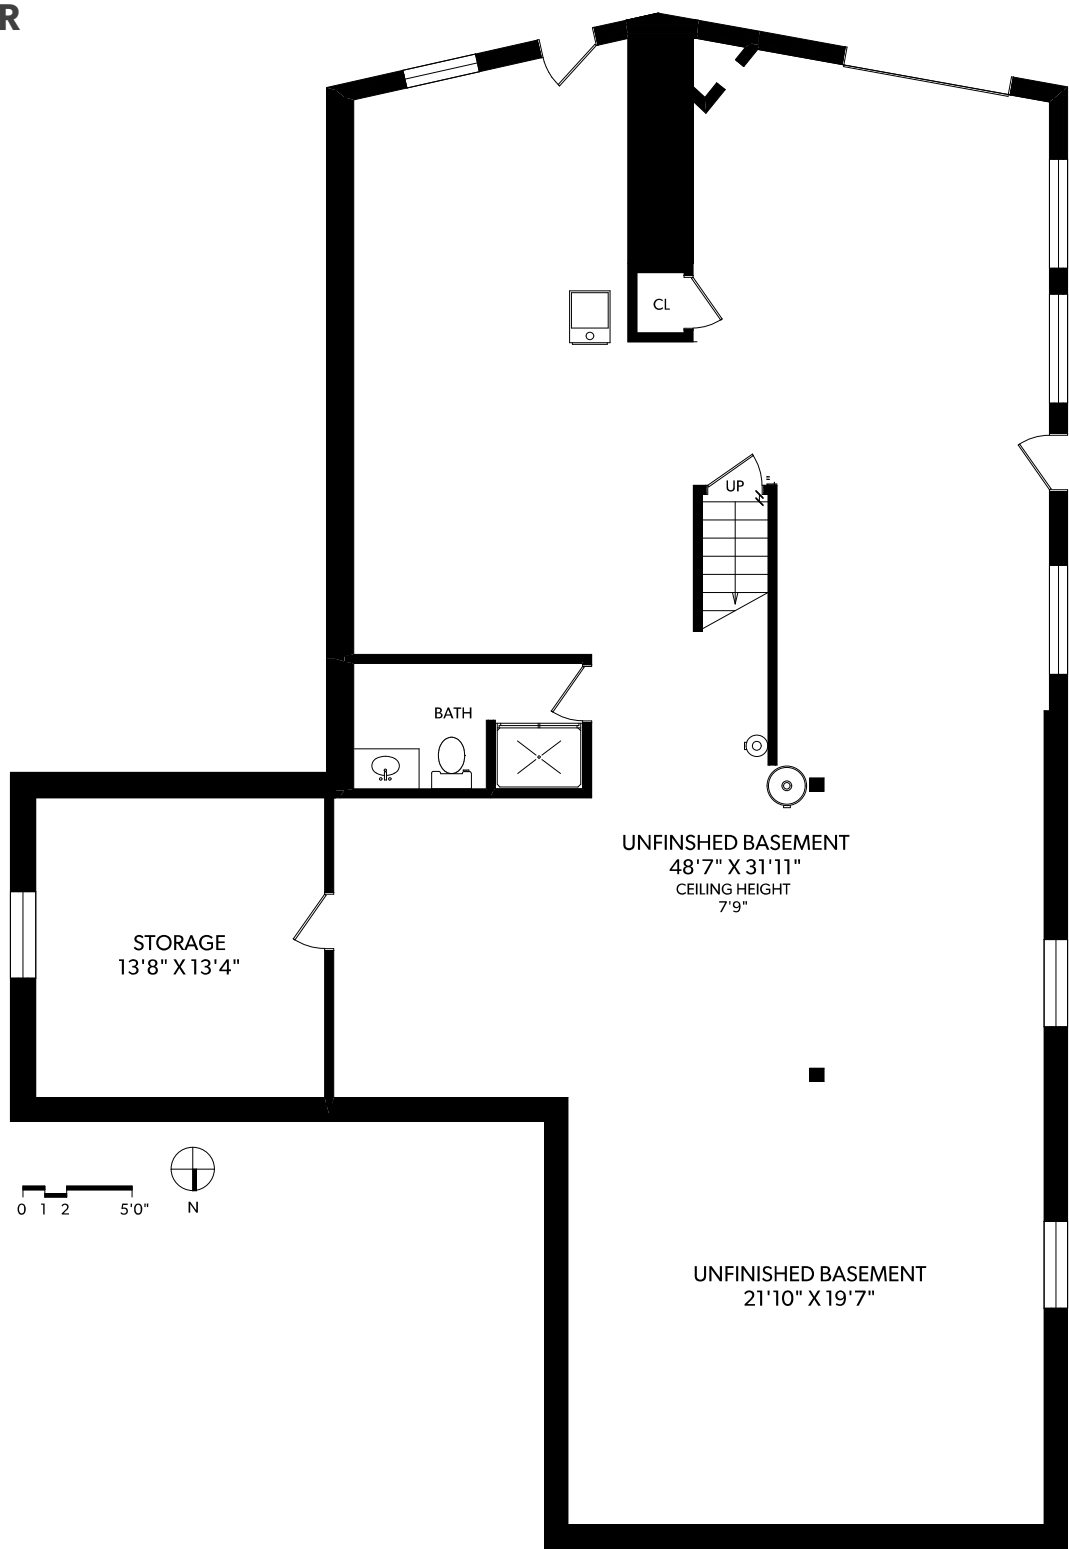 R
CL
UP
BATH
UNFINSHED BASEMENT
48'7" X 31'11"
CEILING HEIGHT
7'9"
STORAGE
13'8" X 13'4"
0 1 2 5'0"
N
UNFINISHED BASEMENT
21'10" X 19'7"